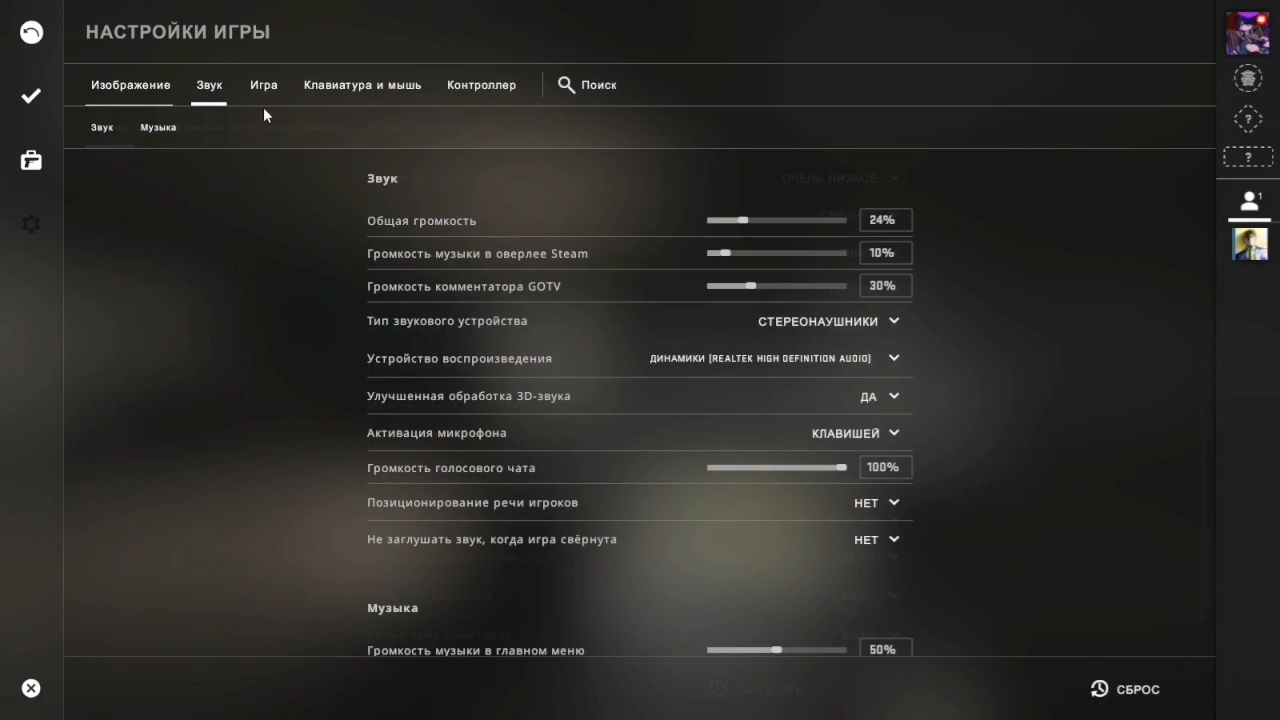 НАСТРОЙКИ ИГРЫ
Изображение Звук Игра Клавиатура и мышь Контроллер Поиск
Звук Музыка
Звук ОЧЕНЬ НИЗКОЕ
Общая громкость 24%
Громкость музыки в оверлее Steam 10%
Громкость комментатора GOTV 30%
Тип звукового устройства СТЕРЕОНАУШНИКИ
Устройство воспроизведения ДИНАМИКИ (REALTEK HIGH DEFINITION AUDIO)
Улучшенная обработка 3D-звука ДА
Активация микрофона КЛАВИШЕЙ
Громкость голосового чата 100%
Позиционирование речи игроков НЕТ
Не заглушать звук, когда игра свёрнута НЕТ
Музыка
Громкость музыки в главном меню 50%
СБРОС
?
?
1